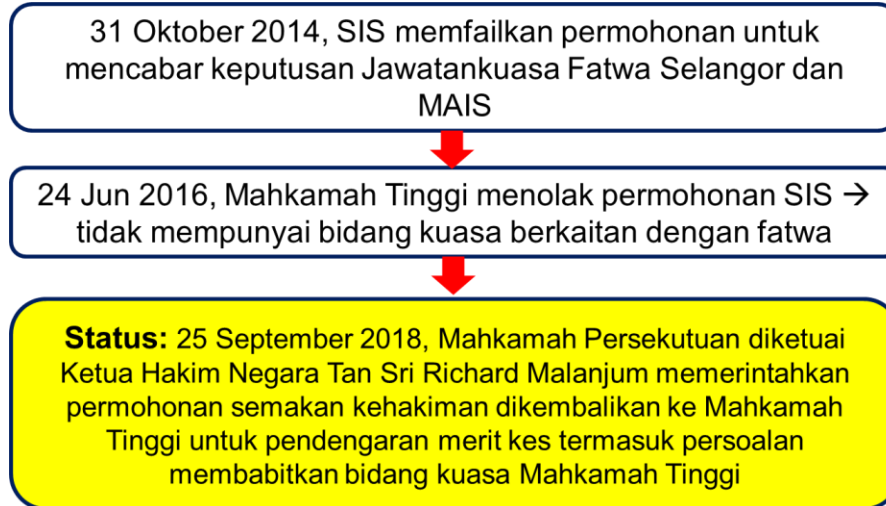 31 Oktober 2014, SIS memfailkan permohonan untuk
mencabar keputusan Jawatankuasa Fatwa Selangor dan
MAIS
24 Jun 2016, Mahkamah Tinggi menolak permohonan SIS →
tidak mempunyai bidang kuasa berkaitan dengan fatwa
Status: 25 September 2018, Mahkamah Persekutuan diketuai
Ketua Hakim Negara Tan Sri Richard Malanjum memerintahkan
permohonan semakan kehakiman dikembalikan ke Mahkamah
Tinggi untuk pendengaran merit kes termasuk persoalan
membabitkan bidang kuasa Mahkamah Tinggi